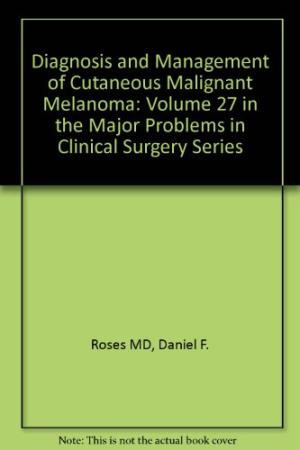 Diagnosis and Management
of Cutaneous Malignant
Melanoma: Volume 27 in
the Major Problems in
Clinical Surgery Series
Roses MD, Daniel F.
Note: This is not the actual book cover